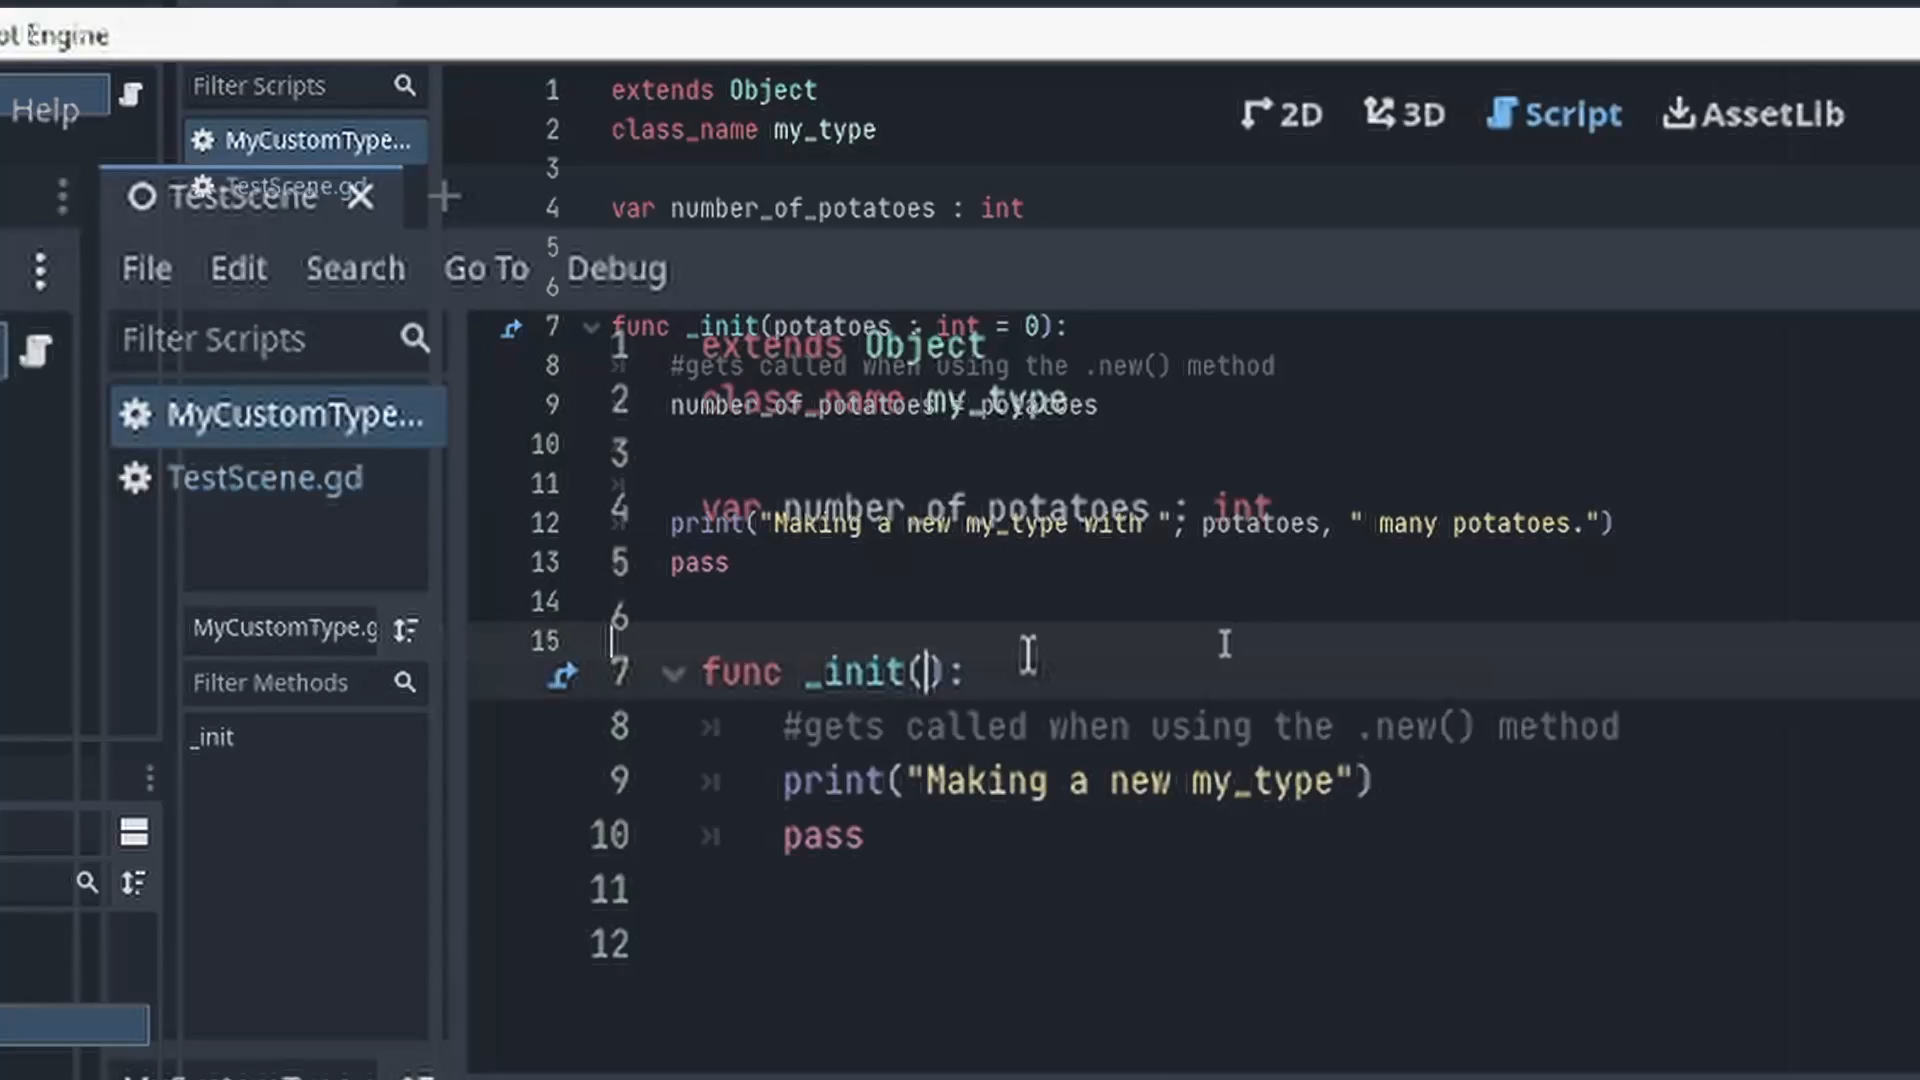 ot Engine
Help
Filter Scripts
MyCustomType...
TestScene.gd
2D 3D Script AssetLib
1 extends Object
2 class_name my_type
3
4 var number_of_potatoes : int
5
6
7 func _init(potatoes : int = 0):
8 #gets called when using the .new() method
9 number_of_potatoes = potatoes
10
11
12 print("Making a new my_type with ", potatoes, " many potatoes.")
13 pass
14
15
MyCustomType.g
Filter Methods
_init
TestScene
File Edit Search Go To Debug
Filter Scripts
MyCustomType...
TestScene.gd
1 extends Object
2 class_name my_type
3
4 var number_of_potatoes : int
5
6
7 func _init():
8 #gets called when using the .new() method
9 print("Making a new my_type")
10 pass
11
12